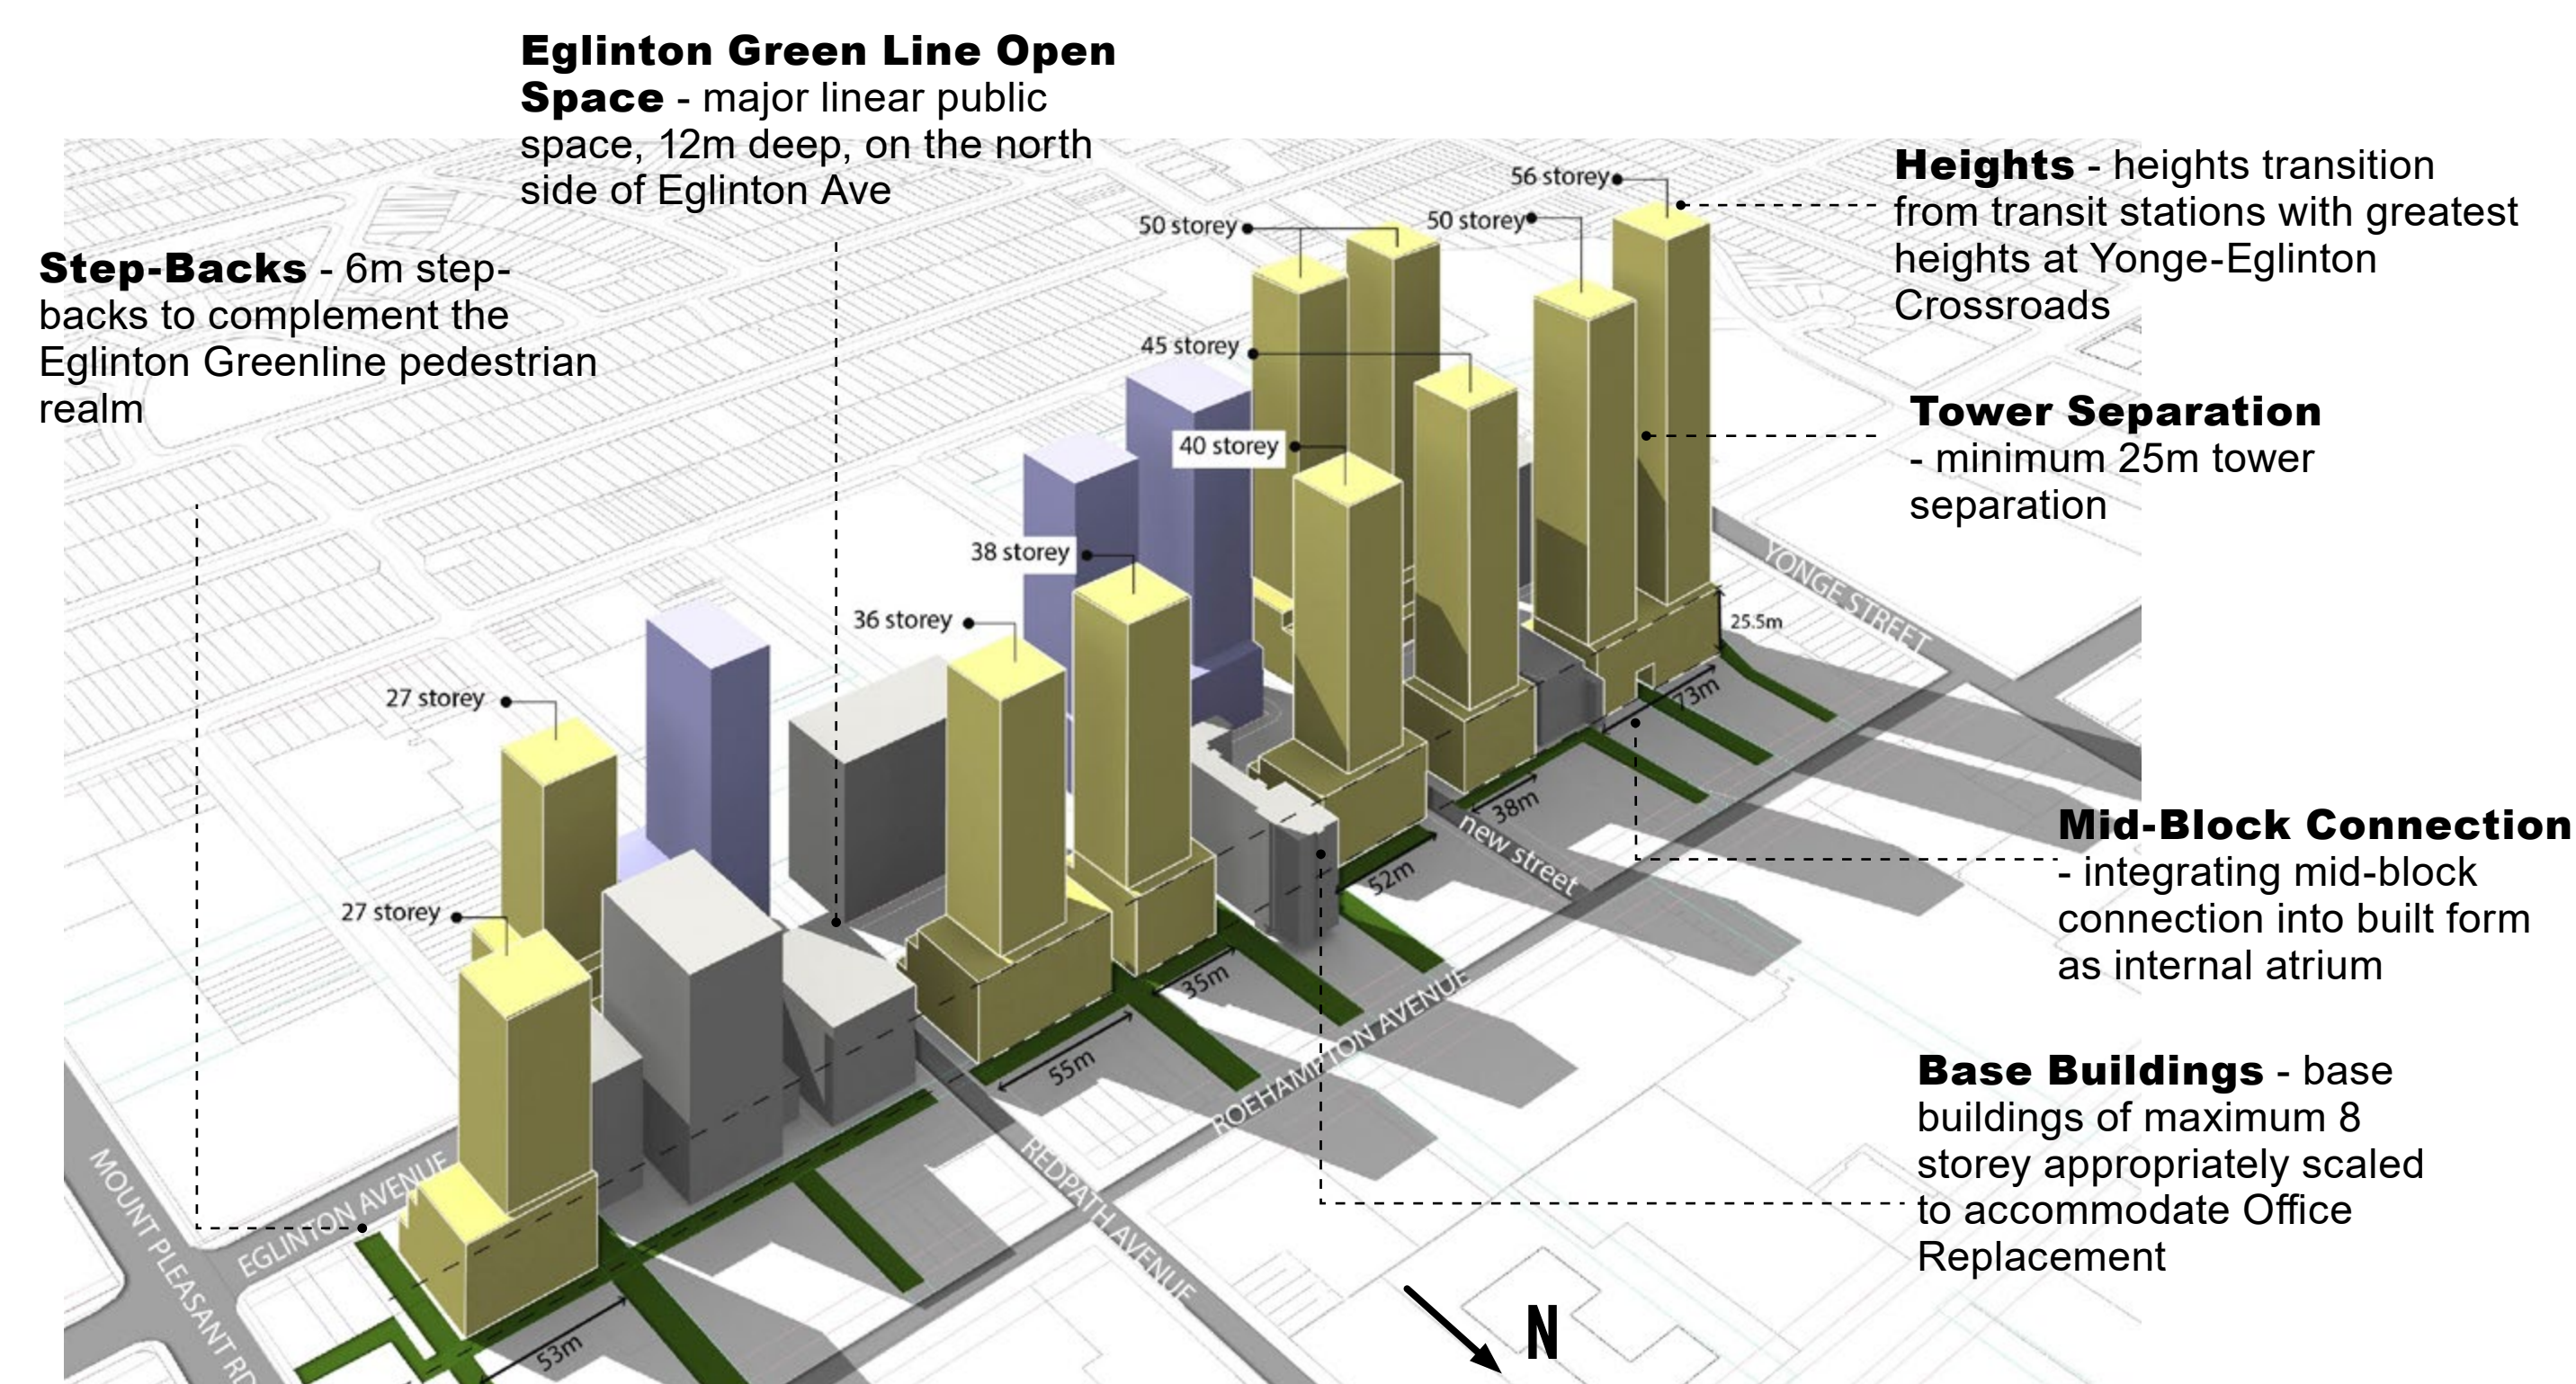 Eglinton Green Line Open
Space - major linear public
space, 12m deep, on the north
side of Eglinton Ave
Step-Backs - 6m step-
backs to complement the
Eglinton Greenline pedestrian
realm
Heights - heights transition
from transit stations with greatest
heights at Yonge-Eglinton
Crossroads
Tower Separation
- minimum 25m tower
separation
Mid-Block Connection
- integrating mid-block
connection into built form
as internal atrium
Base Buildings - base
buildings of maximum 8
storey appropriately scaled
to accommodate Office
Replacement
56 storey
50 storey
50 storey
45 storey
40 storey
38 storey
36 storey
27 storey
27 storey
YONGE STREET
25.5m
73m
38m
new street
52m
35m
55m
53m
ROEHAMPTON AVENUE
REDPATH AVENUE
EGLINTON AVENUE
MOUNT PLEASANT RD
N